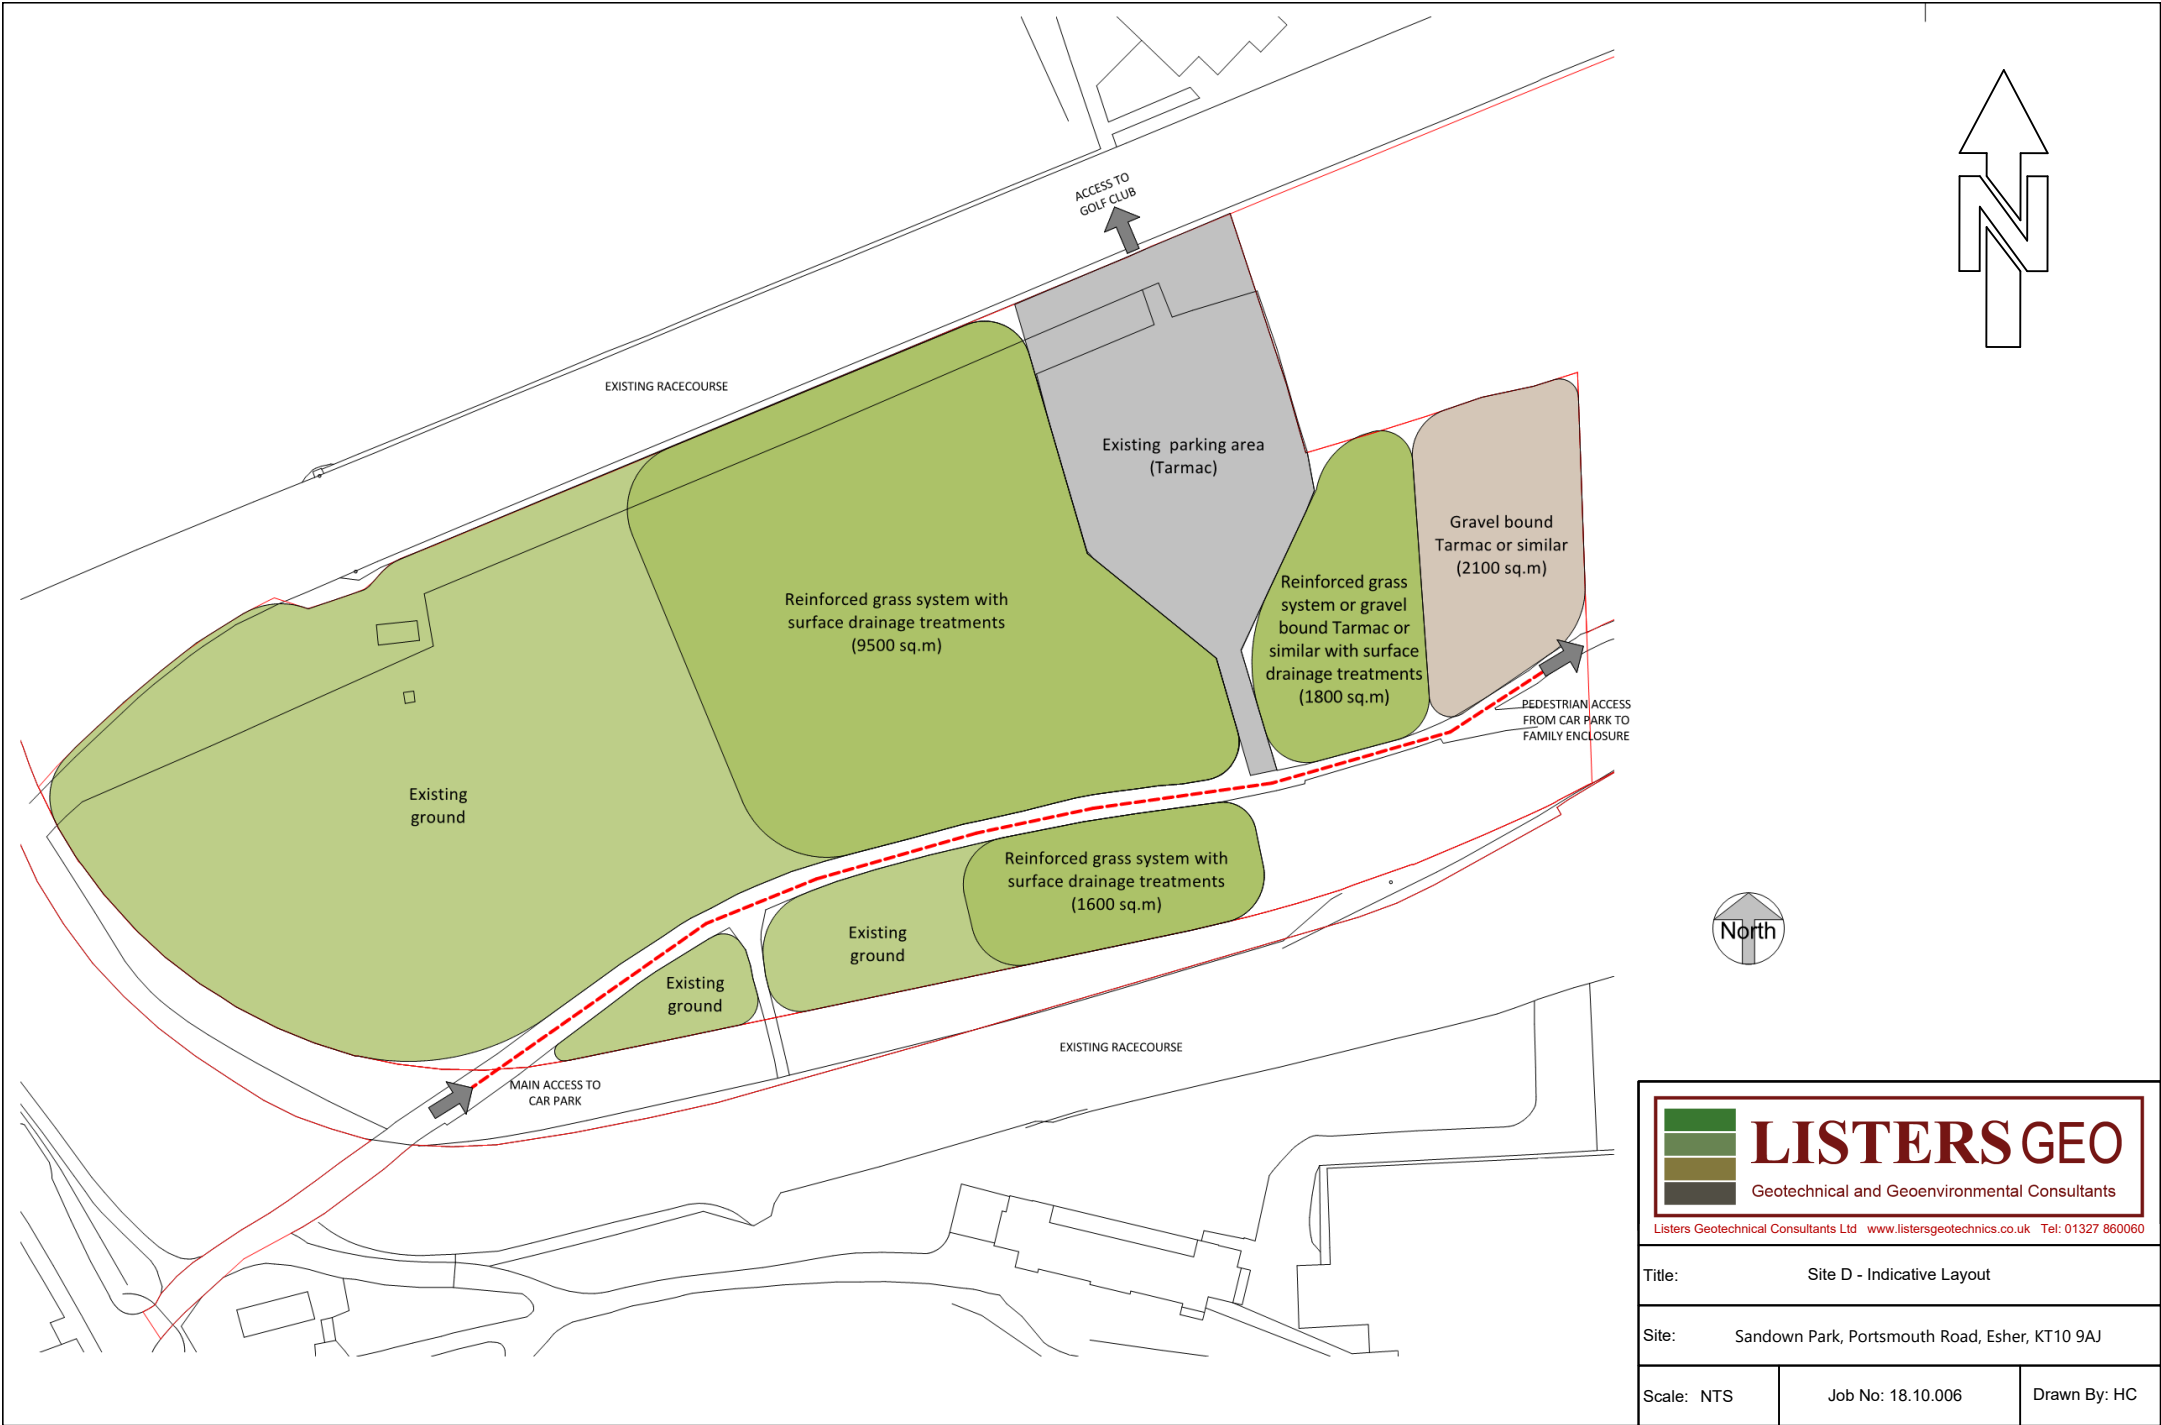 ACCESS TO
GOLF CLUB
EXISTING RACECOURSE
Existing parking area
(Tarmac)
Gravel bound
Tarmac or similar
(2100 sq.m)
Reinforced grass
system or gravel
bound Tarmac or
similar with surface
drainage treatments
(1800 sq.m)
Reinforced grass system with
surface drainage treatments
(9500 sq.m)
PEDESTRIAN ACCESS
FROM CAR PARK TO
FAMILY ENCLOSURE
Existing
ground
Reinforced grass system with
surface drainage treatments
(1600 sq.m)
Existing
ground
Existing
ground
North
EXISTING RACECOURSE
MAIN ACCESS TO
CAR PARK
N
LISTERS GEO
Geotechnical and Geoenvironmental Consultants
Listers Geotechnical Consultants Ltd www.listersgeotechnics.co.uk Tel: 01327 860060
Title: Site D - Indicative Layout
Site: Sandown Park, Portsmouth Road, Esher, KT10 9AJ
Scale: NTS Job No: 18.10.006 Drawn By: HC